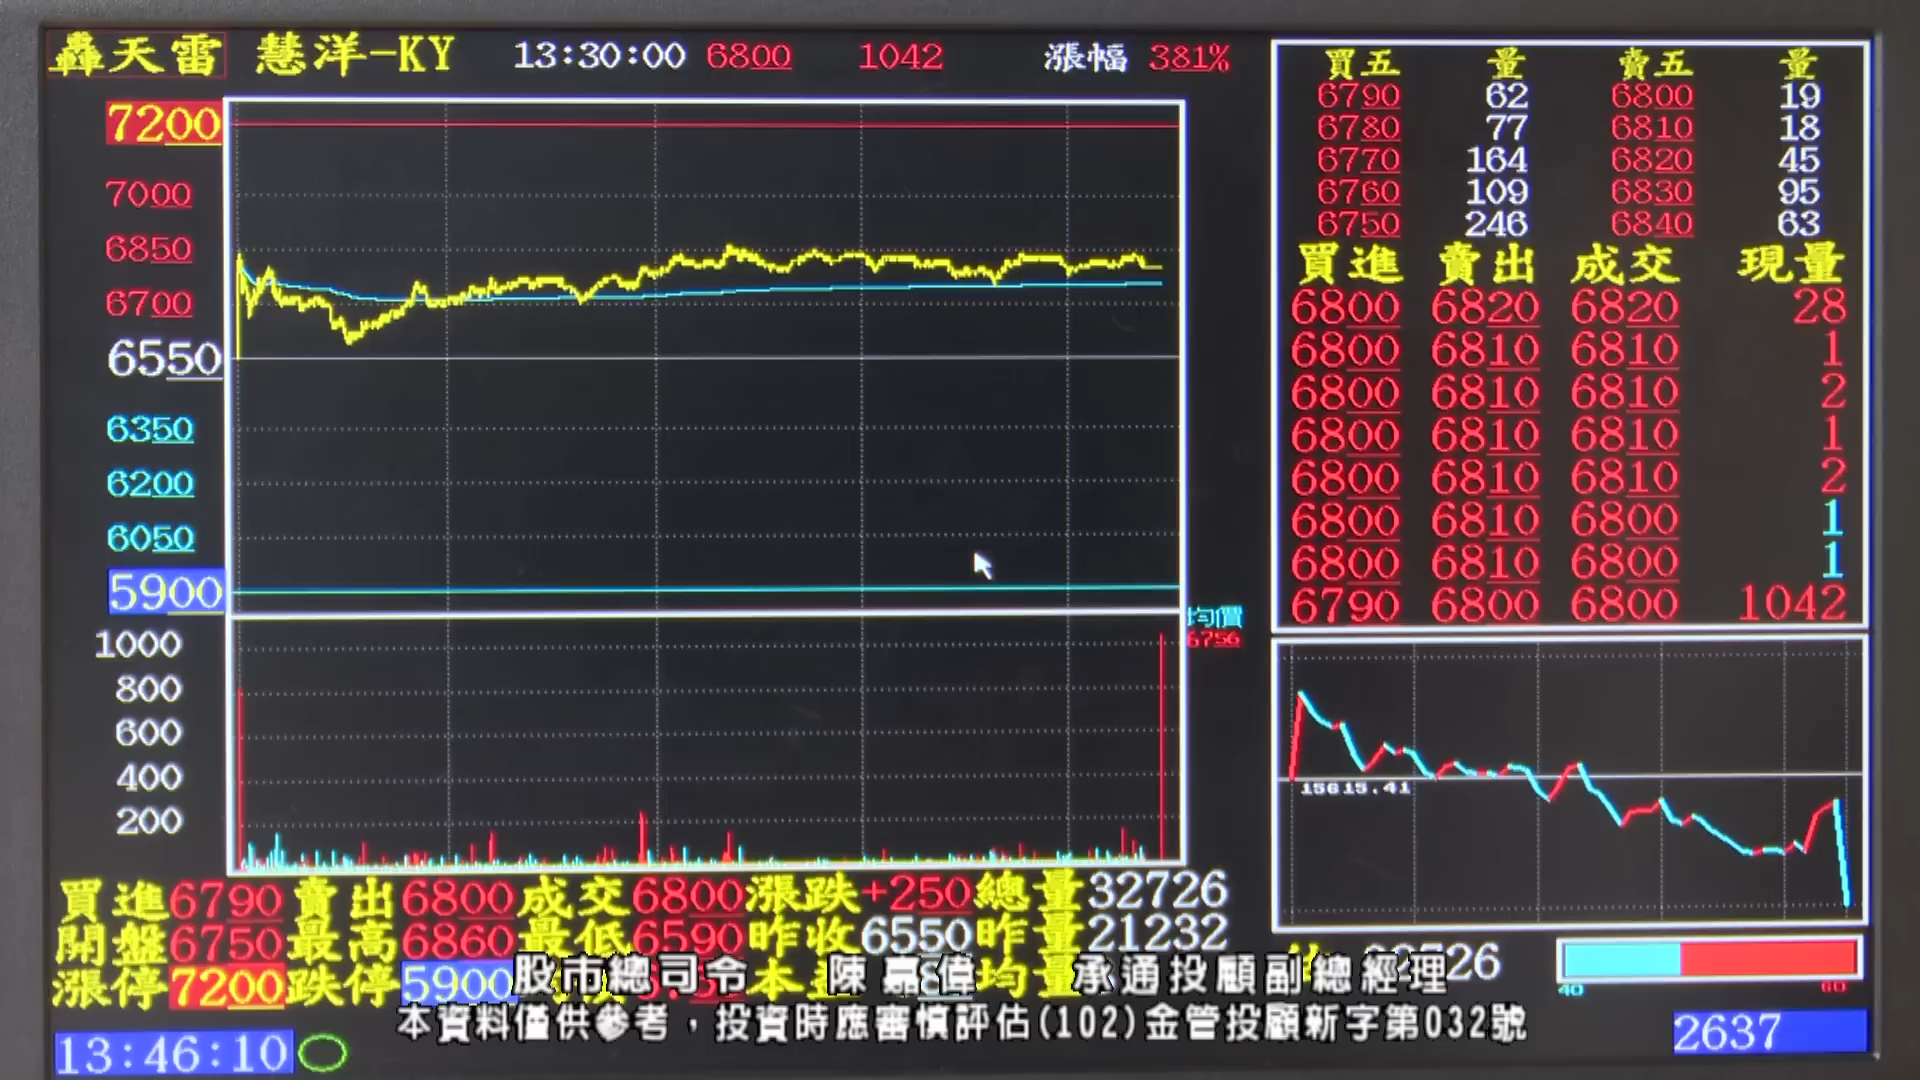 轟天雷 慧洋-KY 13:30:00 6800 1042 漲幅 381%
7200
7000
6850
6700
6550
6350
6200
6050
5900
1000
800
600
400
200
均價
6756
買五 量 賣五 量
6790 62 6800 19
6780 77 6810 18
6770 164 6820 45
6760 109 6830 95
6750 246 6840 63
買進 賣出 成交 現量
6800 6820 6820 28
6800 6810 6810 1
6800 6810 6810 2
6800 6810 6810 1
6800 6810 6810 2
6800 6810 6800 1
6800 6810 6800 1
6790 6800 6800 1042
15615.41
買進6790 賣出6800 成交6800 漲跌+250 總量32726
開盤6750 最高6860 最低6590 昨收6550 昨量21232
漲停7200 跌停5900 均量
40 60
股市總司令 陳嘉偉 承通投顧副總經理
本資料僅供參考，投資時應審慎評估(102)金管投顧新字第032號
13:46:10
2637